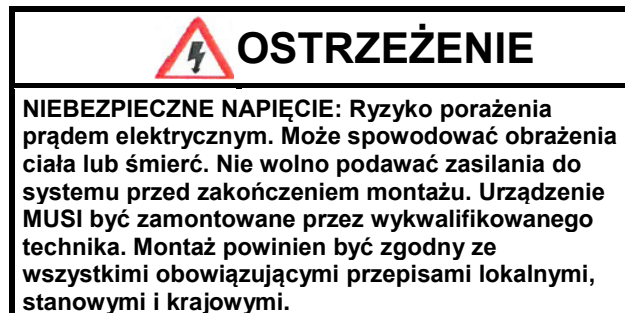 OSTRZEŻENIE
NIEBEZPIECZNE NAPIĘCIE: Ryzyko porażenia
prądem elektrycznym. Może spowodować obrażenia
ciała lub śmierć. Nie wolno podawać zasilania do
systemu przed zakończeniem montażu. Urządzenie
MUSI być zamontowane przez wykwalifikowanego
technika. Montaż powinien być zgodny ze
wszystkimi obowiązującymi przepisami lokalnymi,
stanowymi i krajowymi.